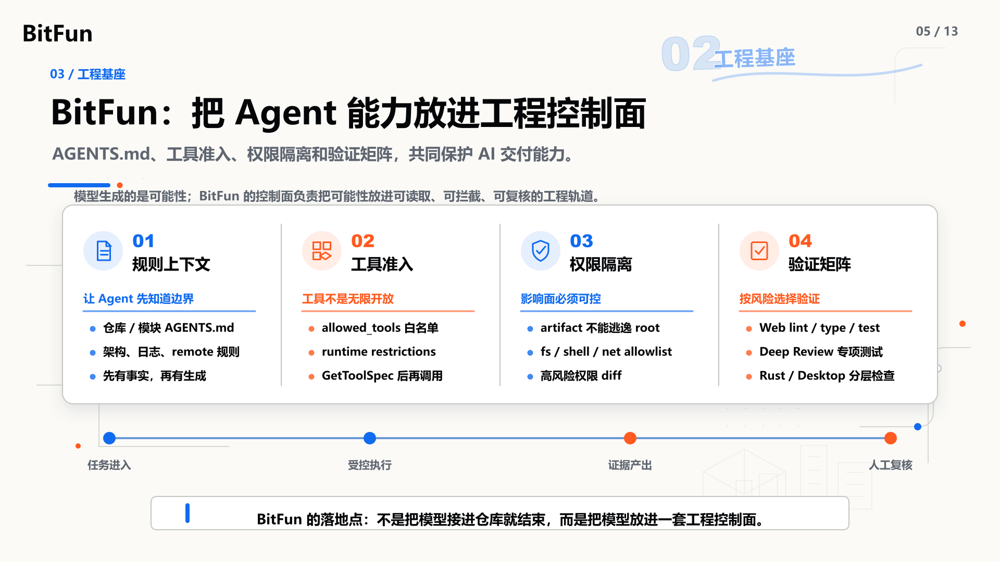 BitFun
05 / 13
02
工程基座
03 / 工程基座
BitFun：把 Agent 能力放进工程控制面
AGENTS.md、工具准入、权限隔离和验证矩阵，共同保护 AI 交付能力。
模型生成的是可能性；BitFun 的控制面负责把可能性放进可读取、可拦截、可复核的工程轨道。
01
规则上下文
让 Agent 先知道边界
仓库 / 模块 AGENTS.md
架构、日志、remote 规则
先有事实，再有生成
02
工具准入
工具不是无限开放
allowed_tools 白名单
runtime restrictions
GetToolSpec 后再调用
03
权限隔离
影响面必须可控
artifact 不能逃逸 root
fs / shell / net allowlist
高风险权限 diff
04
验证矩阵
按风险选择验证
Web lint / type / test
Deep Review 专项测试
Rust / Desktop 分层检查
任务进入
受控执行
证据产出
人工复核
BitFun 的落地点：不是把模型接进仓库就结束，而是把模型放进一套工程控制面。